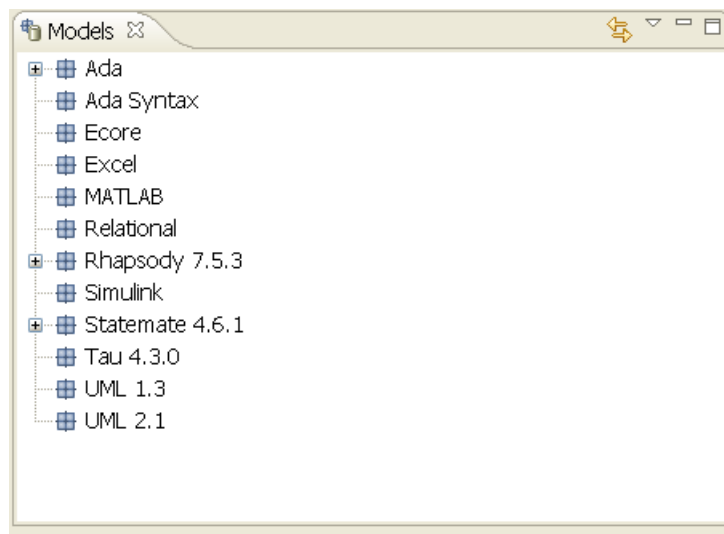 Models
Ada
Ada Syntax
Ecore
Excel
MATLAB
Relational
Rhapsody 7.5.3
Simulink
Statemate 4.6.1
Tau 4.3.0
UML 1.3
UML 2.1